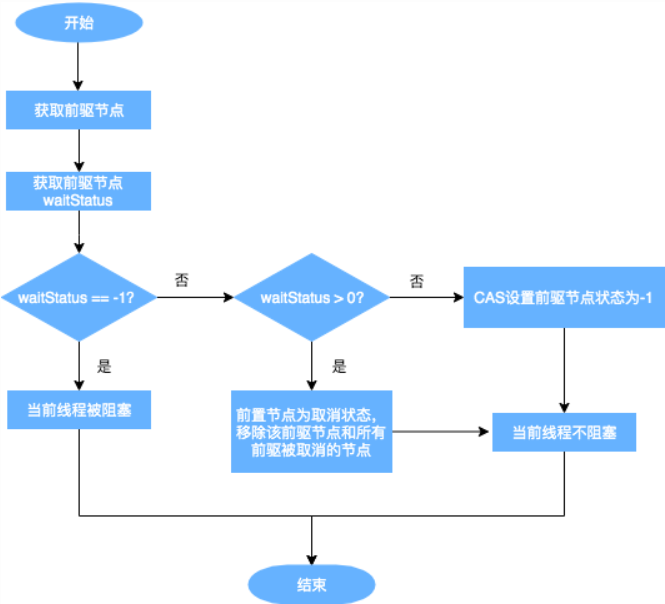 开始
获取前驱节点
获取前驱节点
waitStatus
waitStatus == -1?
否
waitStatus > 0?
否
CAS设置前驱节点状态为-1
是
是
当前线程被阻塞
前置节点为取消状态，
移除该前驱节点和所有
前驱被取消的节点
当前线程不阻塞
结束